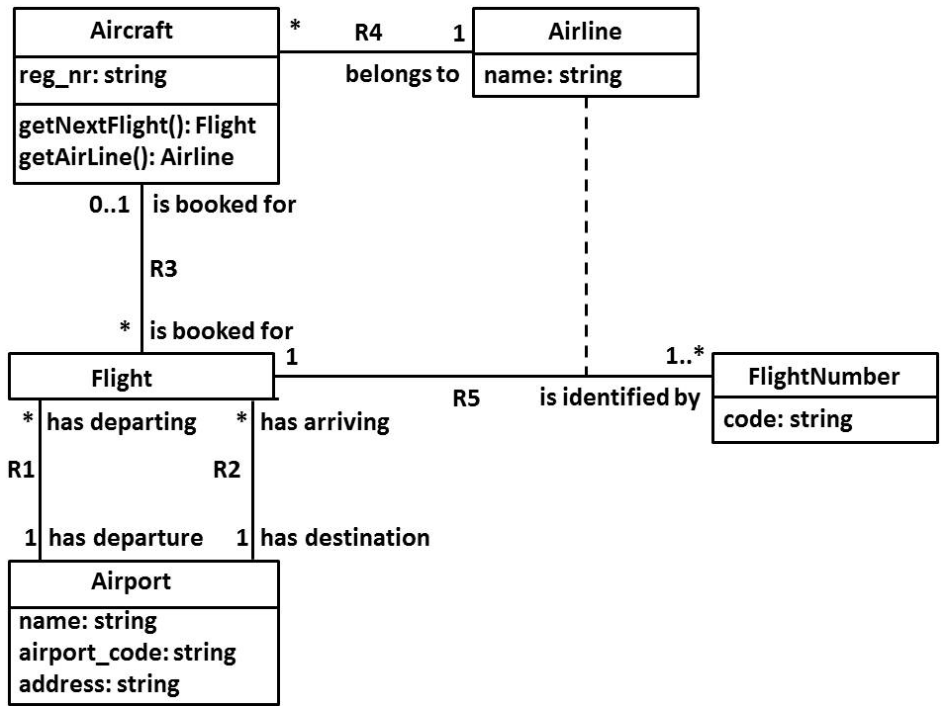 Aircraft
reg_nr: string
getNextFlight(): Flight
getAirLine(): Airline
* R4 1
belongs to
Airline
name: string
0..1 is booked for
R3
* is booked for
Flight
1 1..*
R5 is identified by
FlightNumber
code: string
* has departing * has arriving
R1 R2
1 has departure 1 has destination
Airport
name: string
airport_code: string
address: string